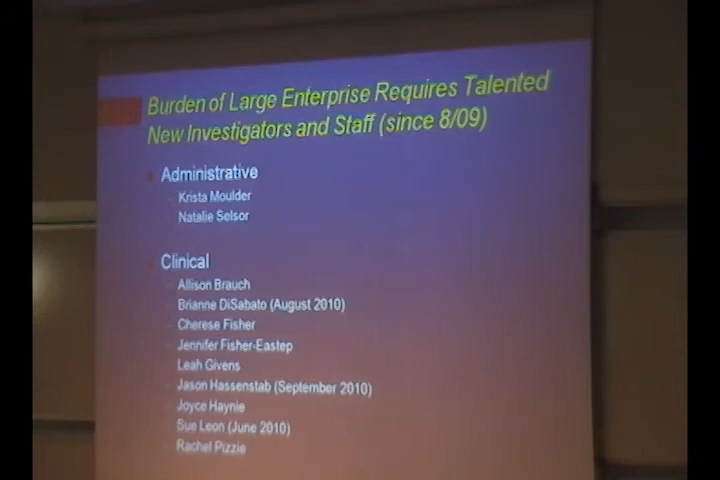 Burden of Large Enterprise Requires Talented
New Investigators and Staff (since 8/09)
Administrative
Krista Moulder
Natalie Selsor
Clinical
Allison Brauch
Brianne DiSabato (August 2010)
Cherese Fisher
Jennifer Fisher-Eastep
Leah Givens
Jason Hassenstab (September 2010)
Joyce Haynie
Sue Leon (June 2010)
Rachel Pizzie